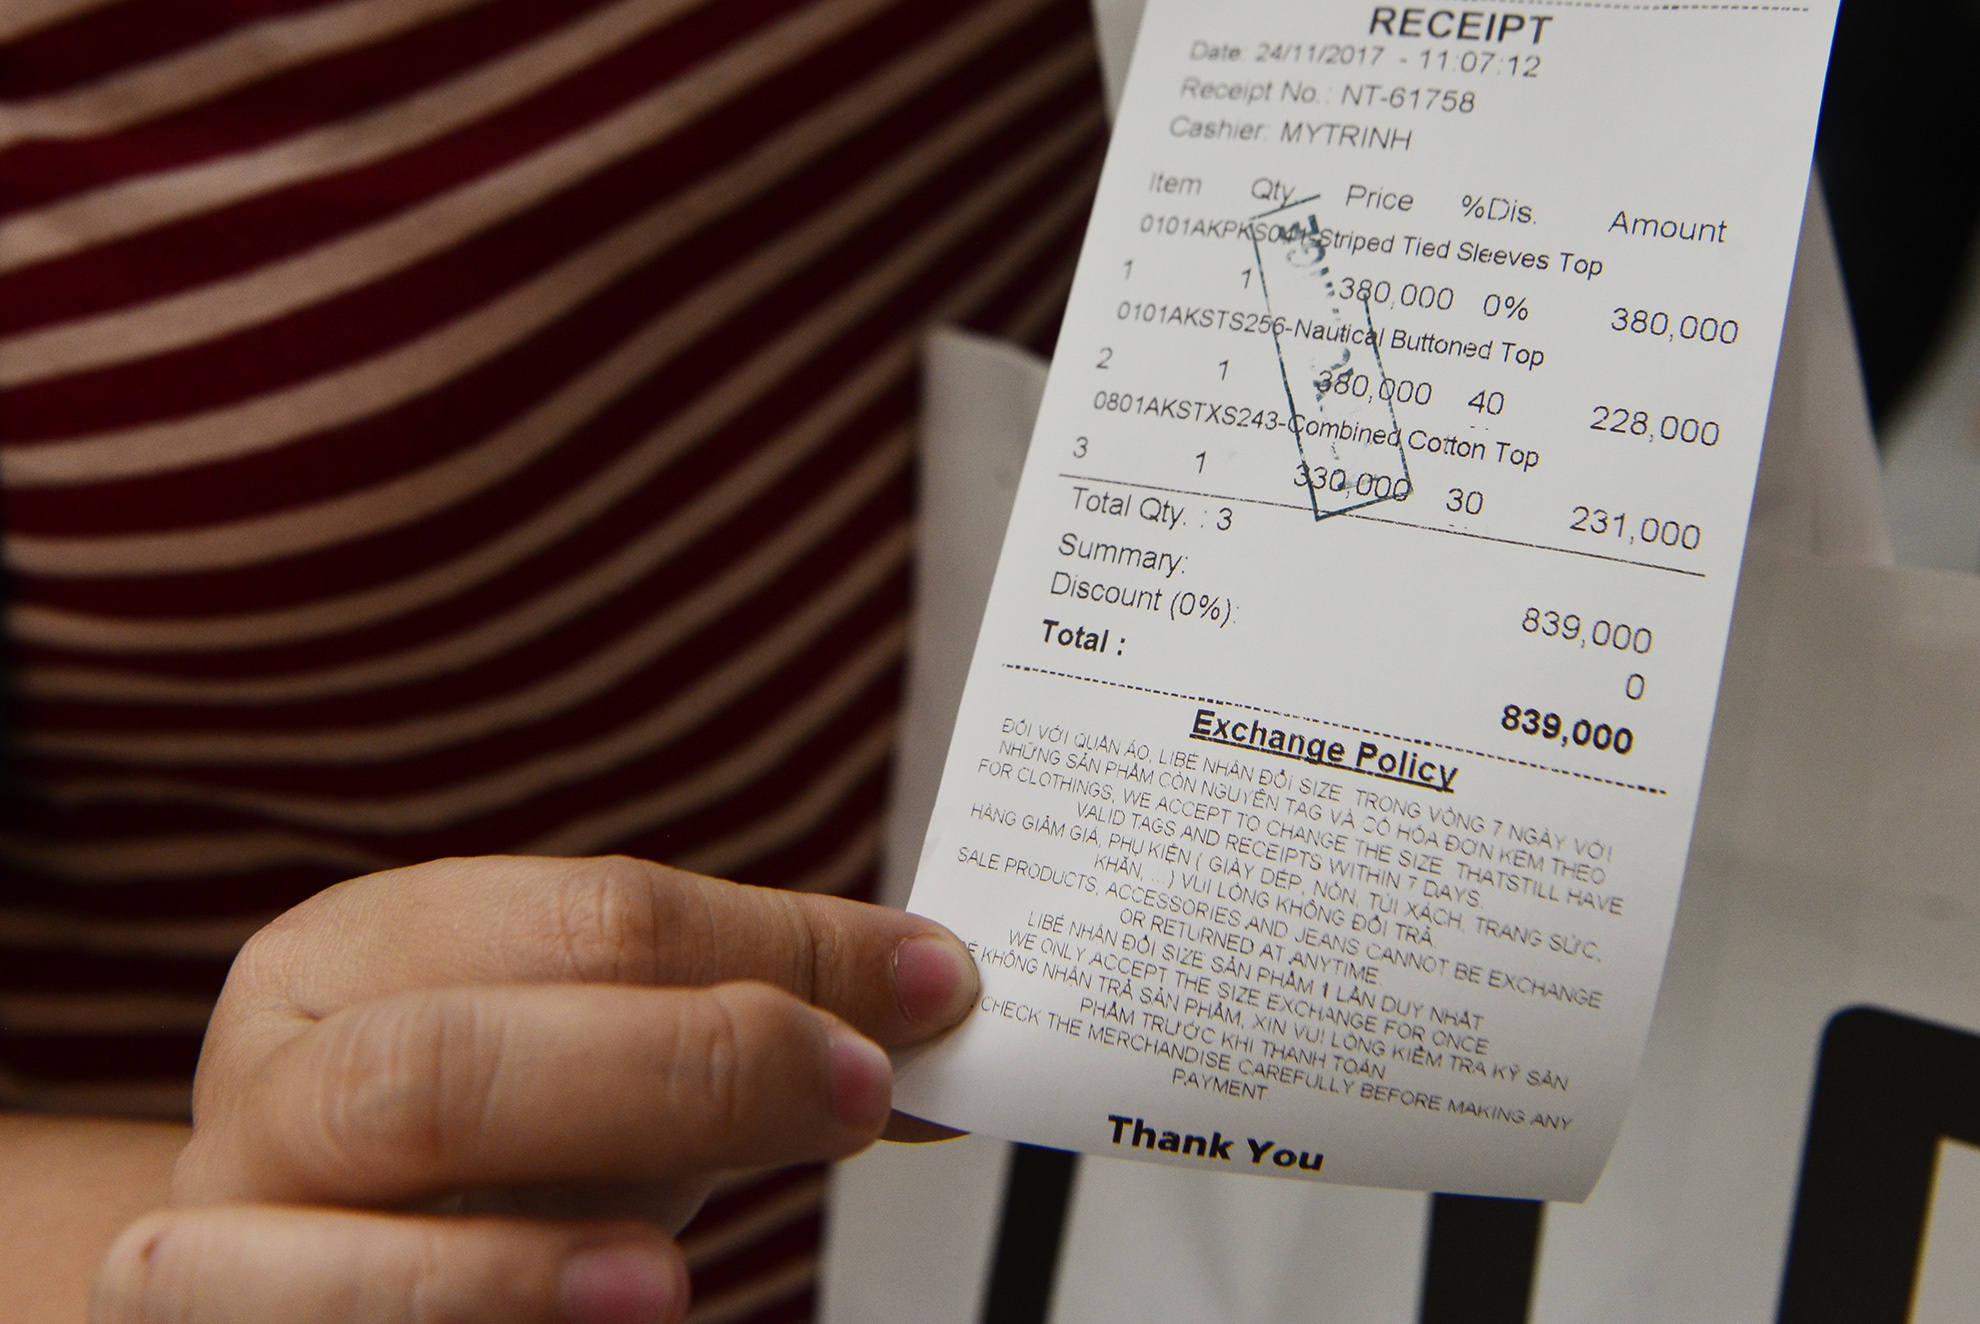 RECEIPT
Date: 24/11/2017 - 11:07:12
Receipt No.: NT-61758
Cashier: MYTRINH
Item Qty. Price %Dis. Amount
0101AKPKS041-Striped Tied Sleeves Top
1 1 380,000 0% 380,000
0101AKSTS256-Nautical Buttoned Top
2 1 380,000 40 228,000
0801AKSTXS243-Combined Cotton Top
3 1 330,000 30 231,000
Total Qty. : 3
Summary: 839,000
Discount (0%): 0
Total : 839,000
Exchange Policy
ĐỐI VỚI QUẦN ÁO, LIBÉ NHẬN ĐỔI SIZE TRONG VÒNG 7 NGÀY VỚI
NHỮNG SẢN PHẨM CÒN NGUYÊN TAG VÀ CÓ HÓA ĐƠN KÈM THEO
FOR CLOTHINGS, WE ACCEPT TO CHANGE THE SIZE THATSTILL HAVE
VALID TAGS AND RECEIPTS WITHIN 7 DAYS.
HÀNG GIẢM GIÁ, PHỤ KIỆN ( GIÀY DÉP, NÓN, TÚI XÁCH, TRANG SỨC,
KHĂN, ...) VUI LÒNG KHÔNG ĐỔI TRẢ.
SALE PRODUCTS, ACCESSORIES AND JEANS CANNOT BE EXCHANGE
OR RETURNED AT ANYTIME.
LIBÉ NHẬN ĐỔI SIZE SẢN PHẨM 1 LẦN DUY NHẤT
WE ONLY ACCEPT THE SIZE EXCHANGE FOR ONCE
KHÔNG NHẬN TRẢ SẢN PHẨM, XIN VUI LÒNG KIỂM TRA KỸ SẢN
PHẨM TRƯỚC KHI THANH TOÁN
CHECK THE MERCHANDISE CAREFULLY BEFORE MAKING ANY
PAYMENT.
Thank You